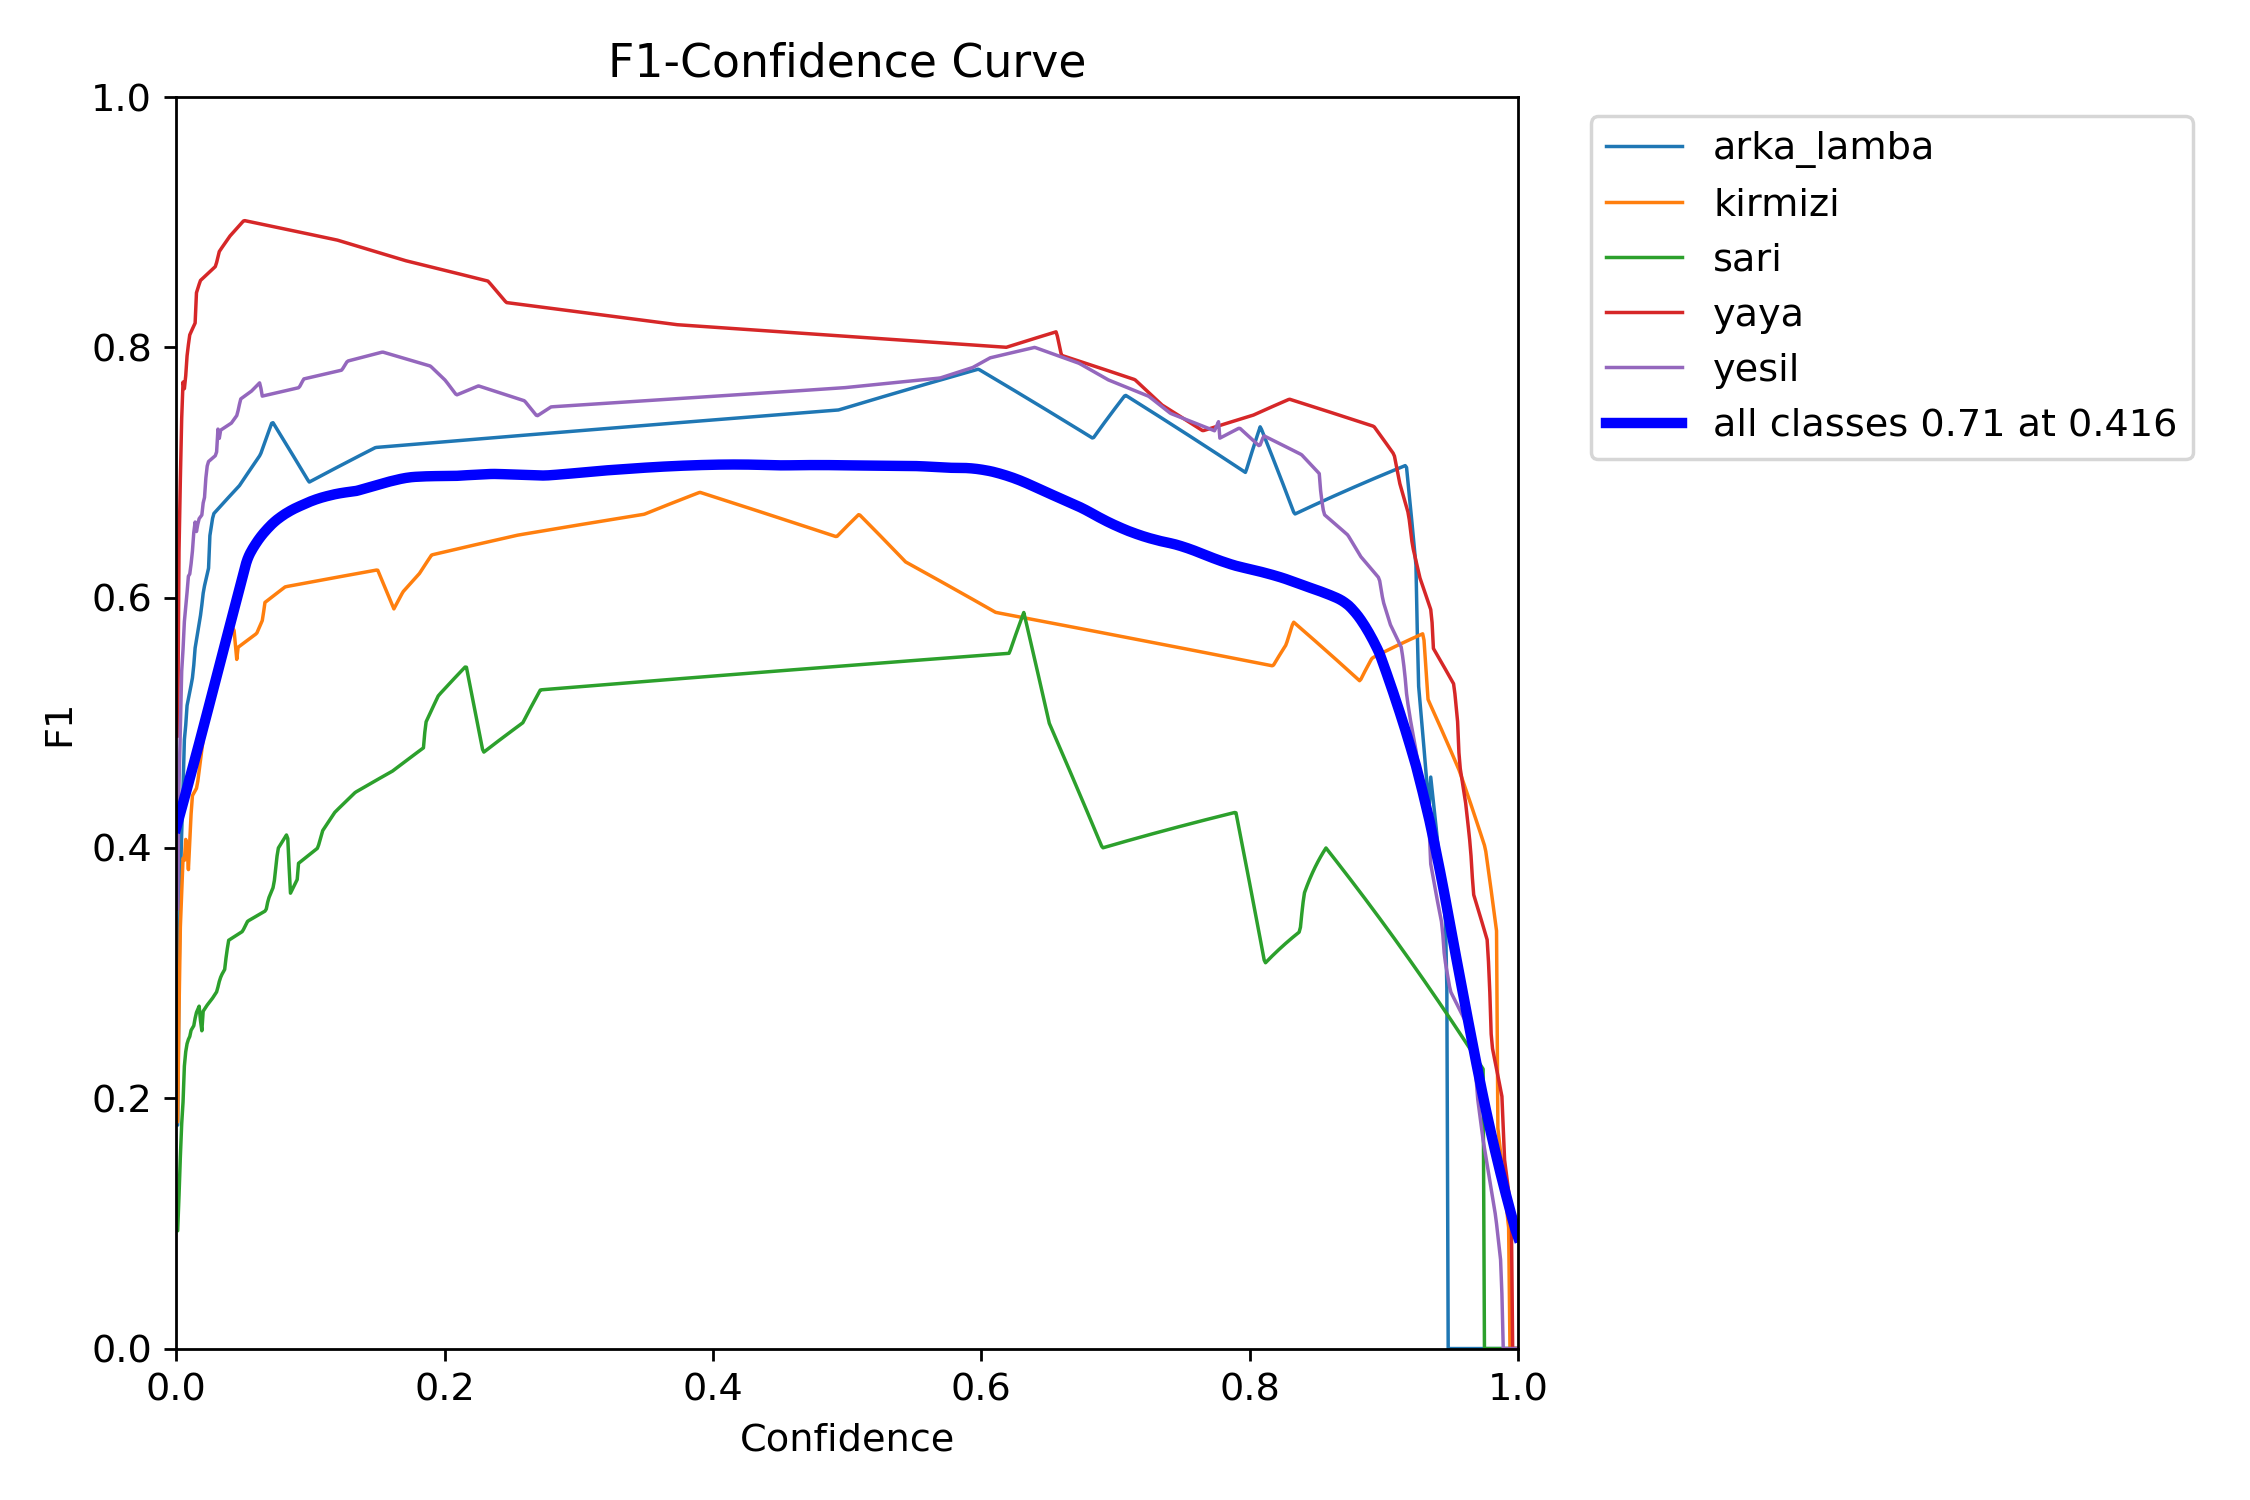 F1-Confidence Curve
1.0
0.8
0.6
0.4
0.2
0.0
F1
0.0 0.2 0.4 0.6 0.8 1.0
Confidence
arka_lamba
kirmizi
sari
yaya
yesil
all classes 0.71 at 0.416